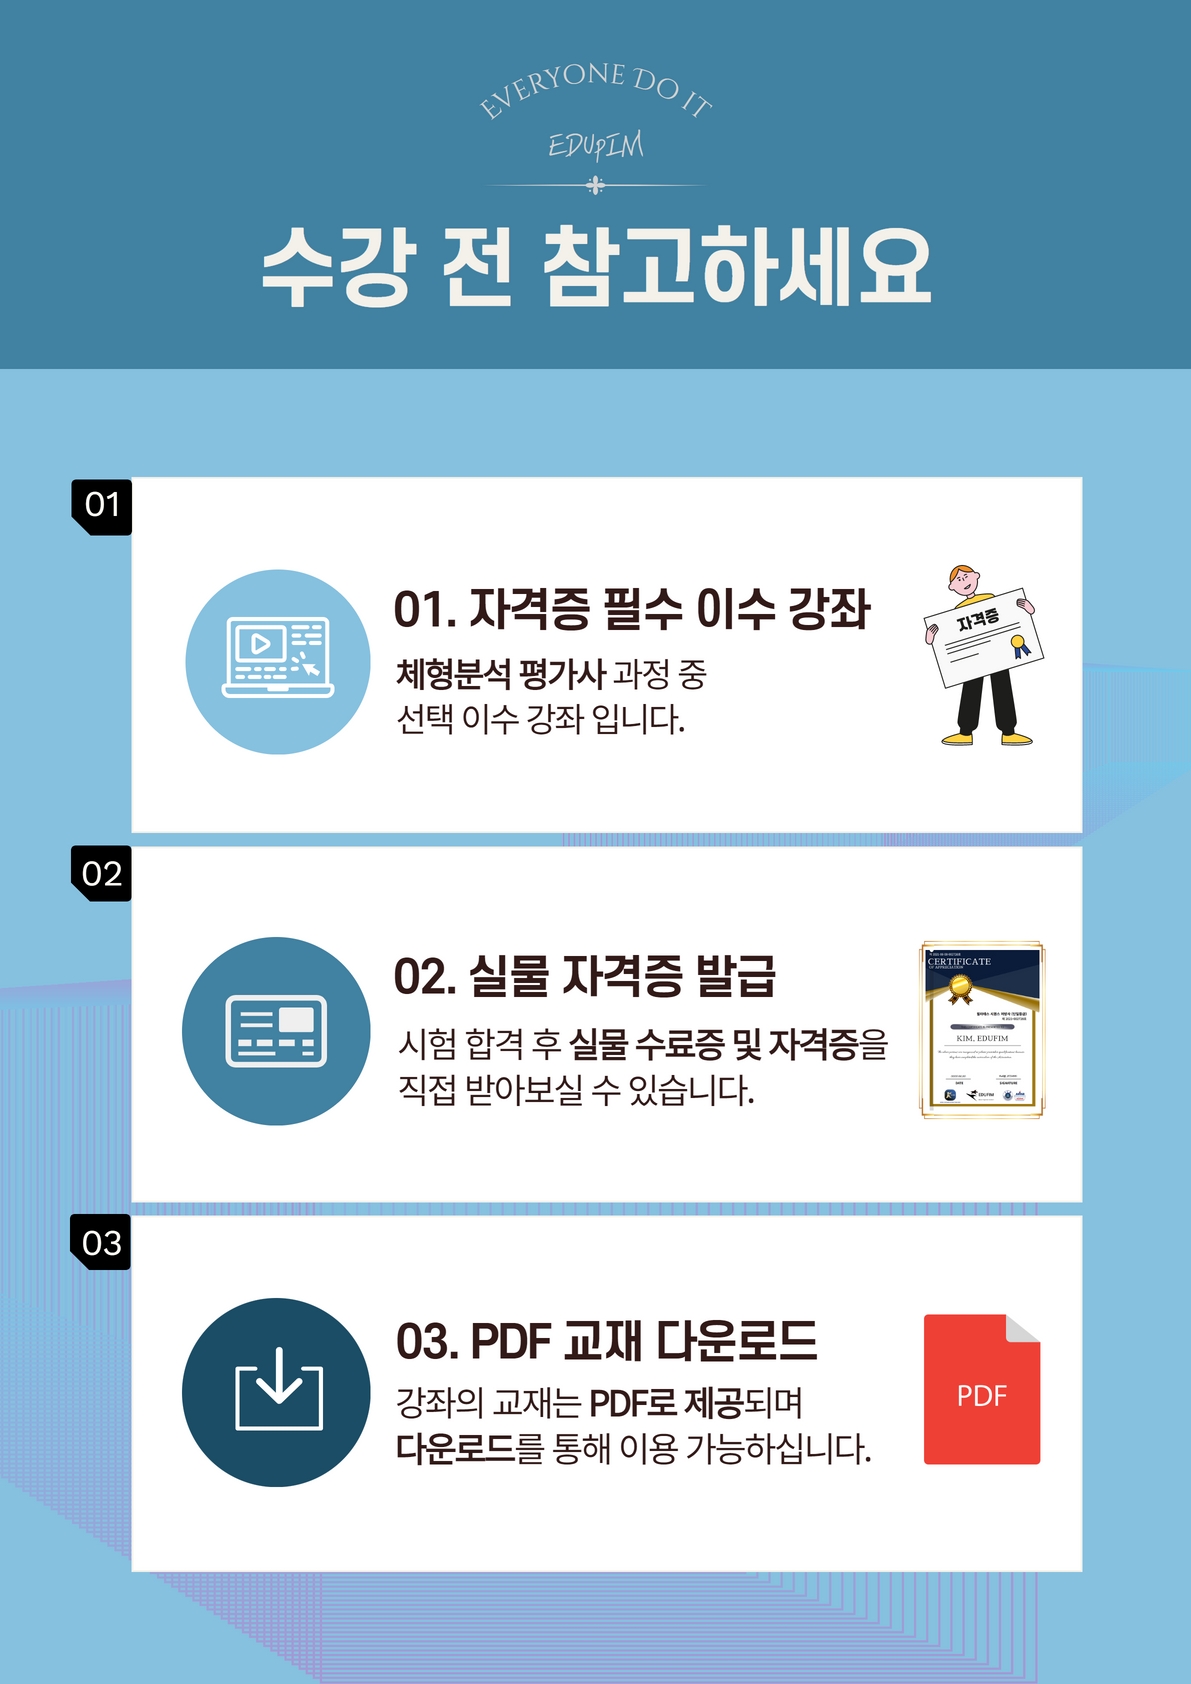 EVERYONE DO IT
EDUpIM
수강 전 참고하세요
01
01. 자격증 필수 이수 강좌
체형분석 평가사 과정 중
선택 이수 강좌 입니다.
자격증
02
02. 실물 자격증 발급
시험 합격 후 실물 수료증 및 자격증을
직접 받아보실 수 있습니다.
CERTIFICATE
OF APPRECIATION
KIM, EDUFIM
DATE
SIGNATURE
EDUFIM
03
03. PDF 교재 다운로드
강좌의 교재는 PDF로 제공되며
다운로드를 통해 이용 가능하십니다.
PDF